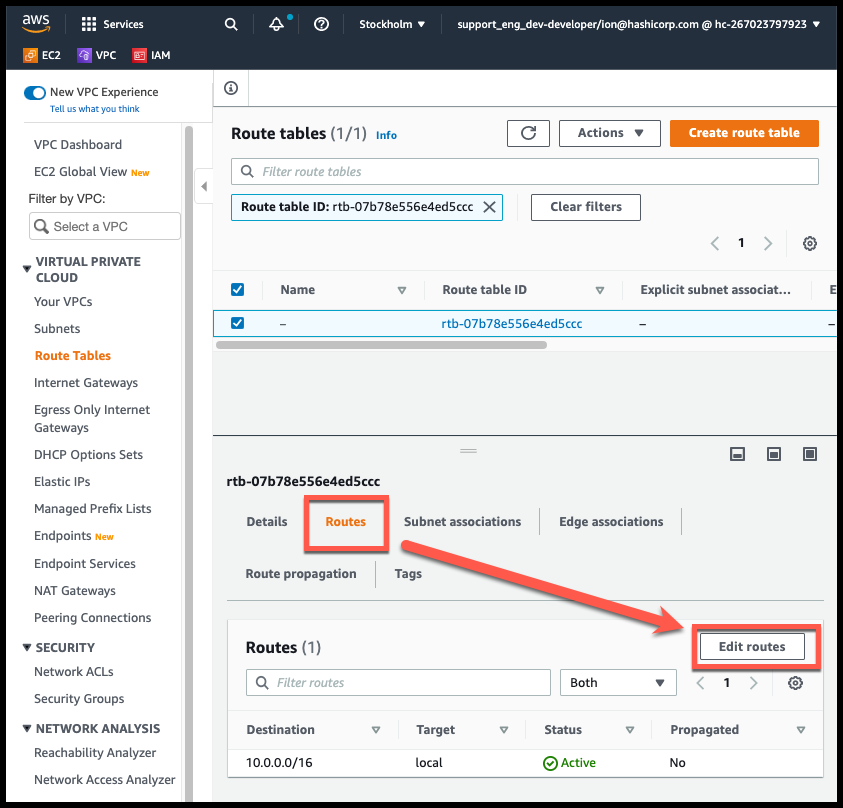 aws Services Stockholm ▼ support_eng_dev-developer/ion@hashicorp.com @ hc-267023797923 ▼
EC2 VPC IAM
New VPC Experience
Tell us what you think
VPC Dashboard
EC2 Global View New
Filter by VPC:
Select a VPC
▼ VIRTUAL PRIVATE
CLOUD
Your VPCs
Subnets
Route Tables
Internet Gateways
Egress Only Internet
Gateways
DHCP Options Sets
Elastic IPs
Managed Prefix Lists
Endpoints New
Endpoint Services
NAT Gateways
Peering Connections
▼ SECURITY
Network ACLs
Security Groups
▼ NETWORK ANALYSIS
Reachability Analyzer
Network Access Analyzer
Route tables (1/1) Info
Actions ▼
Create route table
Filter route tables
Route table ID: rtb-07b78e556e4ed5ccc
Clear filters
1
Name Route table ID Explicit subnet associat... E
– rtb-07b78e556e4ed5ccc – –
rtb-07b78e556e4ed5ccc
Details Routes Subnet associations Edge associations
Route propagation Tags
Routes (1) Edit routes
Filter routes Both ▼ 1
Destination Target Status Propagated
10.0.0.0/16 local Active No